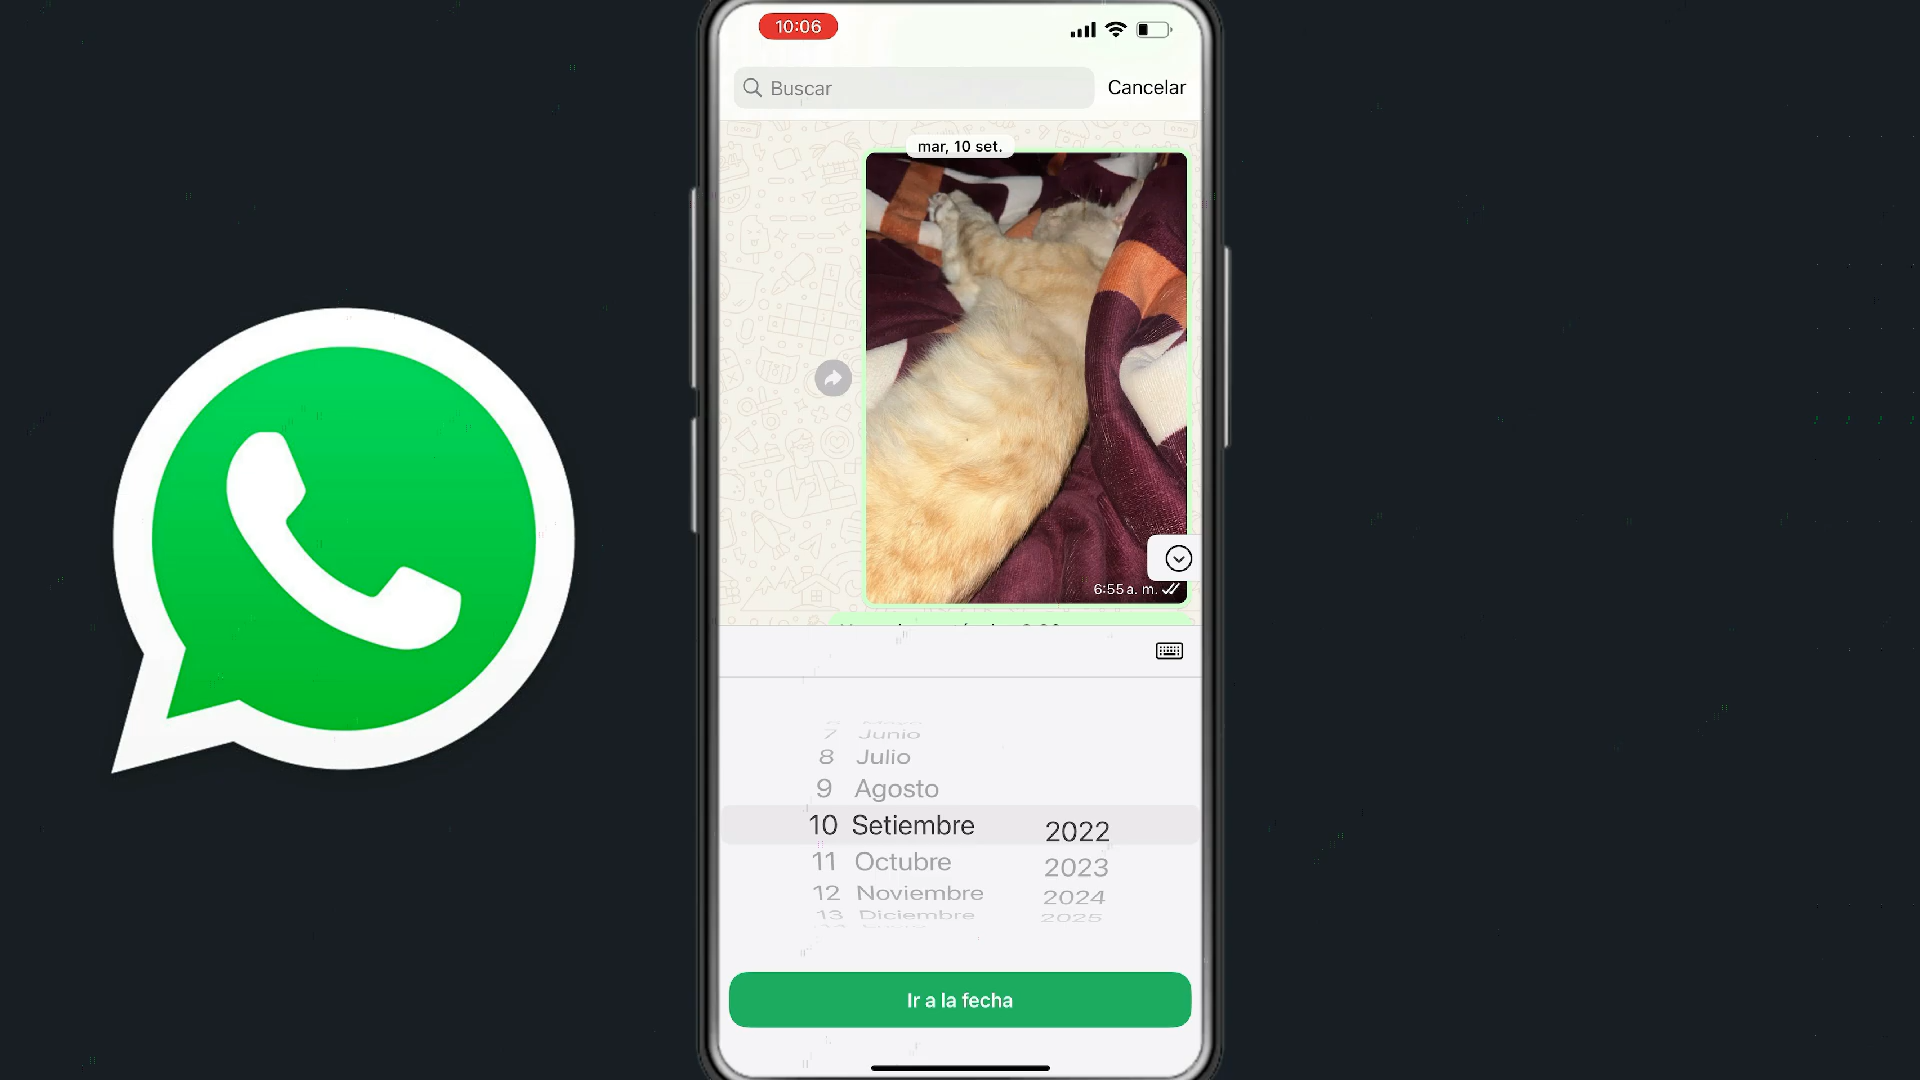 10:06
Buscar
Cancelar
mar, 10 set.
6:55 a. m.
7 Junio
8 Julio
9 Agosto
10 Setiembre 2022
11 Octubre 2023
12 Noviembre 2024
13 Diciembre 2025
Ir a la fecha